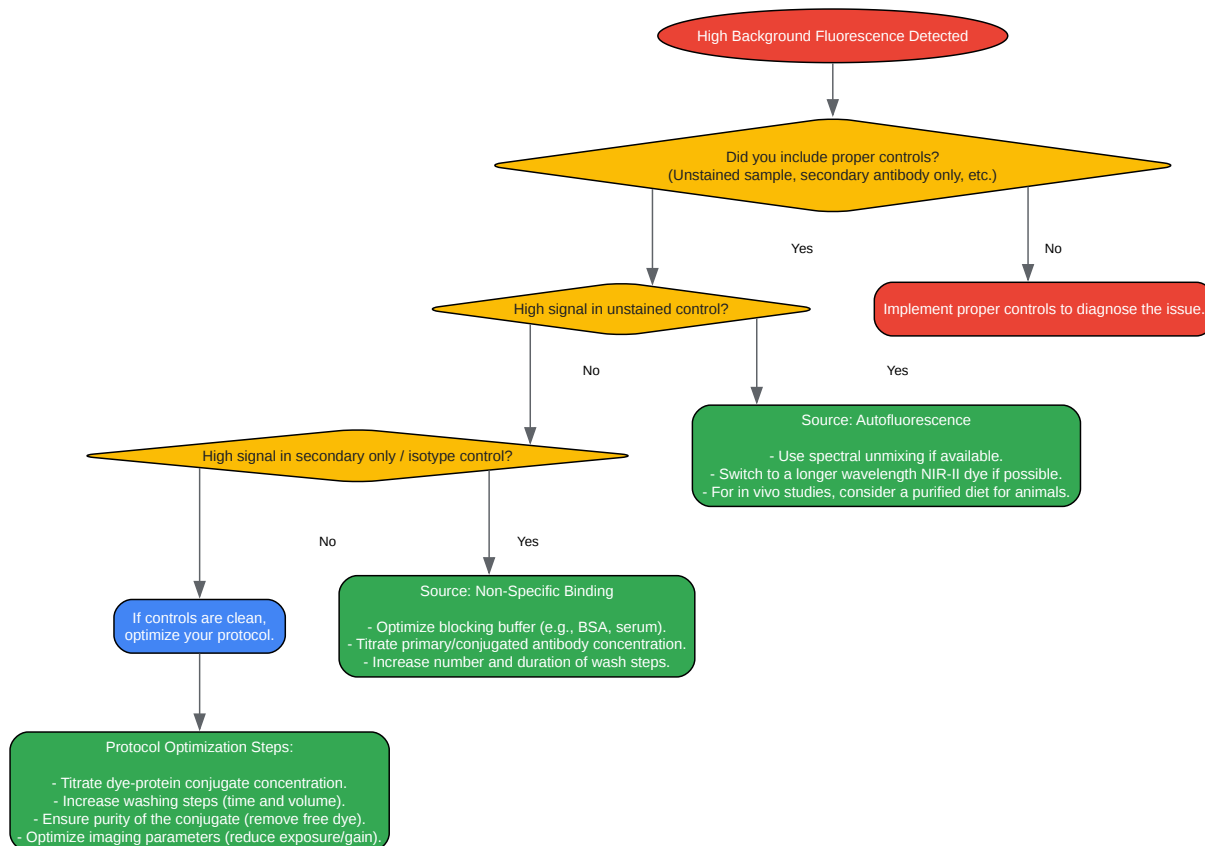 High Background Fluorescence Detected
Did you include proper controls?
(Unstained sample, secondary antibody only, etc.)
Yes
No
High signal in unstained control?
Implement proper controls to diagnose the issue.
No
Yes
High signal in secondary only / isotype control?
Source: Autofluorescence
- Use spectral unmixing if available.
- Switch to a longer wavelength NIR-II dye if possible.
- For in vivo studies, consider a purified diet for animals.
No
Yes
If controls are clean,
optimize your protocol.
Source: Non-Specific Binding
- Optimize blocking buffer (e.g., BSA, serum).
- Titrate primary/conjugated antibody concentration.
- Increase number and duration of wash steps.
Protocol Optimization Steps:
- Titrate dye-protein conjugate concentration.
- Increase washing steps (time and volume).
- Ensure purity of the conjugate (remove free dye).
- Optimize imaging parameters (reduce exposure/gain).